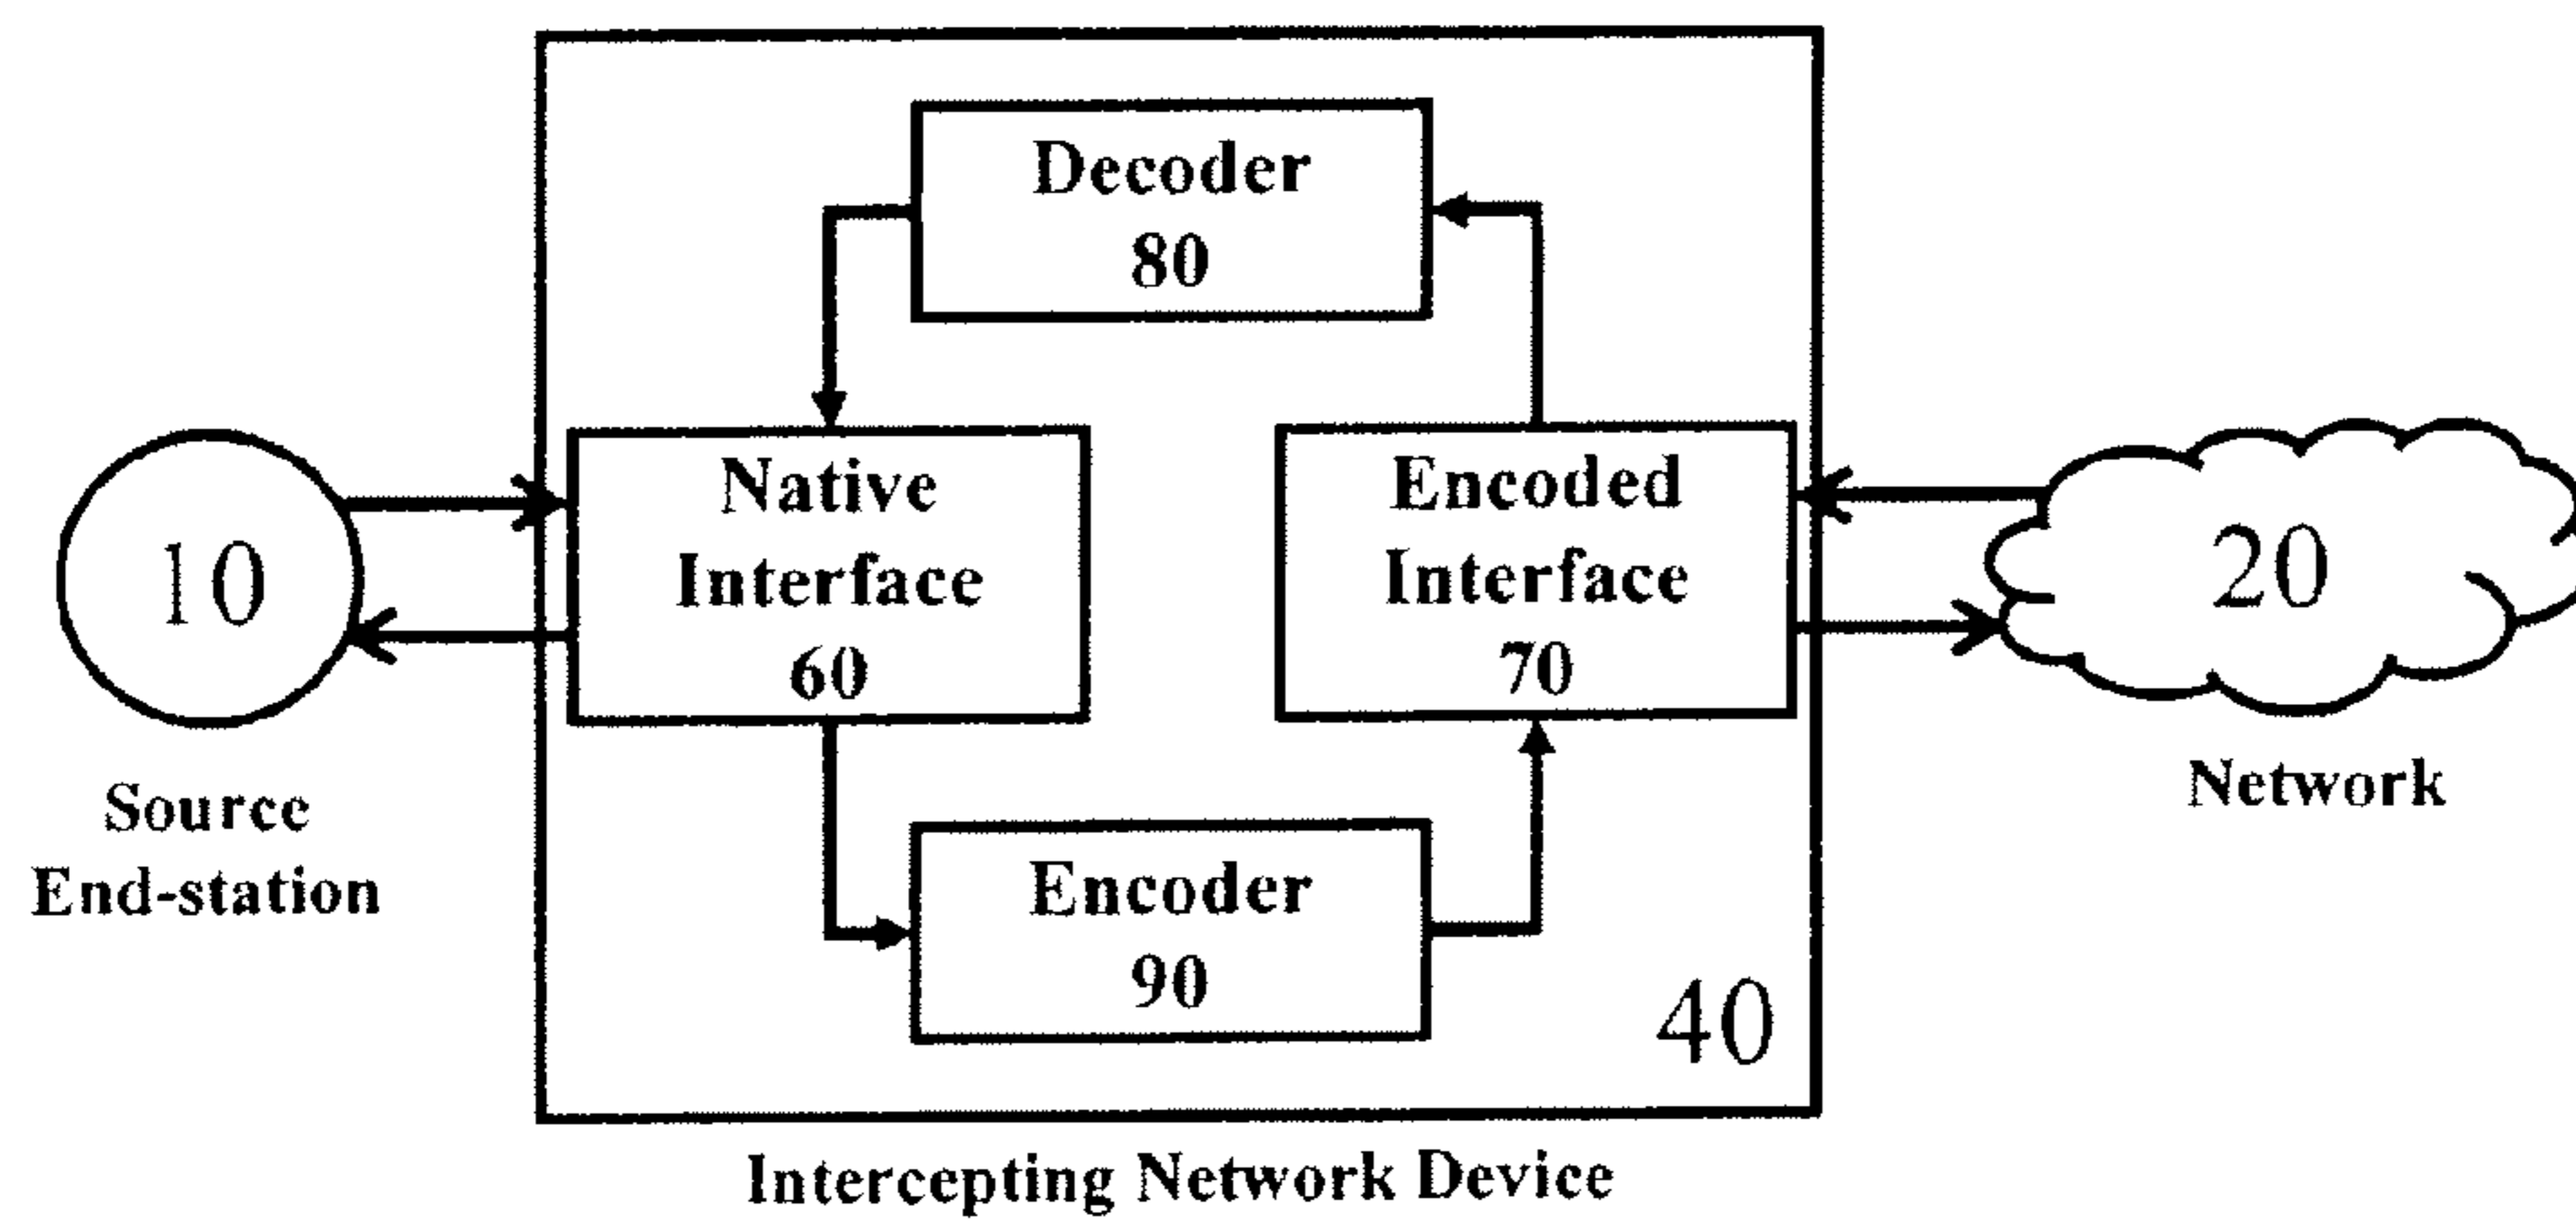 Decoder
80
Native
Interface
60
Encoded
Interface
70
10
20
Source
End-station
Network
Encoder
90
40
Intercepting Network Device